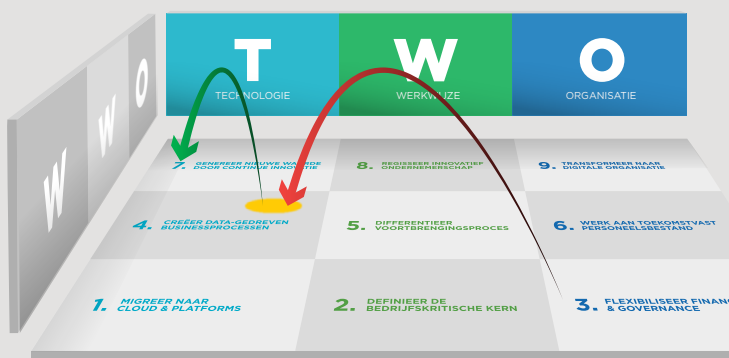 T
TECHNOLOGIE
W
WERKWIJZE
O
ORGANISATIE
W
W
O
7. GENEREER NIEUWE WAARDE
DOOR CONTINUE INNOVATIE
8. REGISSEER INNOVATIEF
ONDERNEMERSCHAP
9. TRANSFORMEER NAAR
DIGITALE ORGANISATIE
4. CREËER DATA-GEDREVEN
BUSINESSPROCESSEN
5. DIFFERENTIEER
VOORTBRENGINGSPROCES
6. WERK AAN TOEKOMSTVAST
PERSONEELSBESTAND
1. MIGREER NAAR
CLOUD & PLATFORMS
2. DEFINIEER DE
BEDRIJFSKRITISCHE KERN
3. FLEXIBILISEER FINAN
& GOVERNANCE